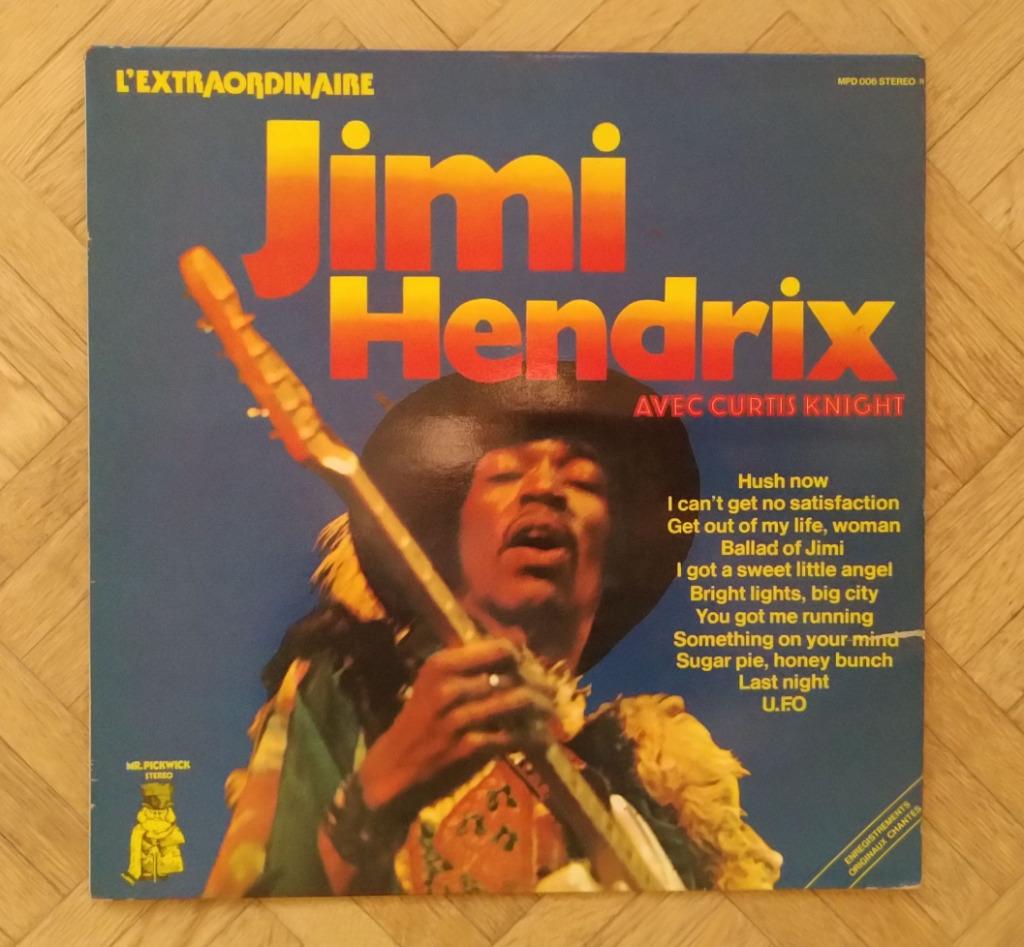 L'EXTRAORDINAIRE
MPD 006 STEREO
Jimi
Hendrix
AVEC CURTIS KNIGHT
Hush now
I can't get no satisfaction
Get out of my life, woman
Ballad of Jimi
I got a sweet little angel
Bright lights, big city
You got me running
Something on your mind
Sugar pie, honey bunch
Last night
U.F.O
MR. PICKWICK
STEREO
ENREGISTREMENTS
ORIGINAUX CHANTÉS